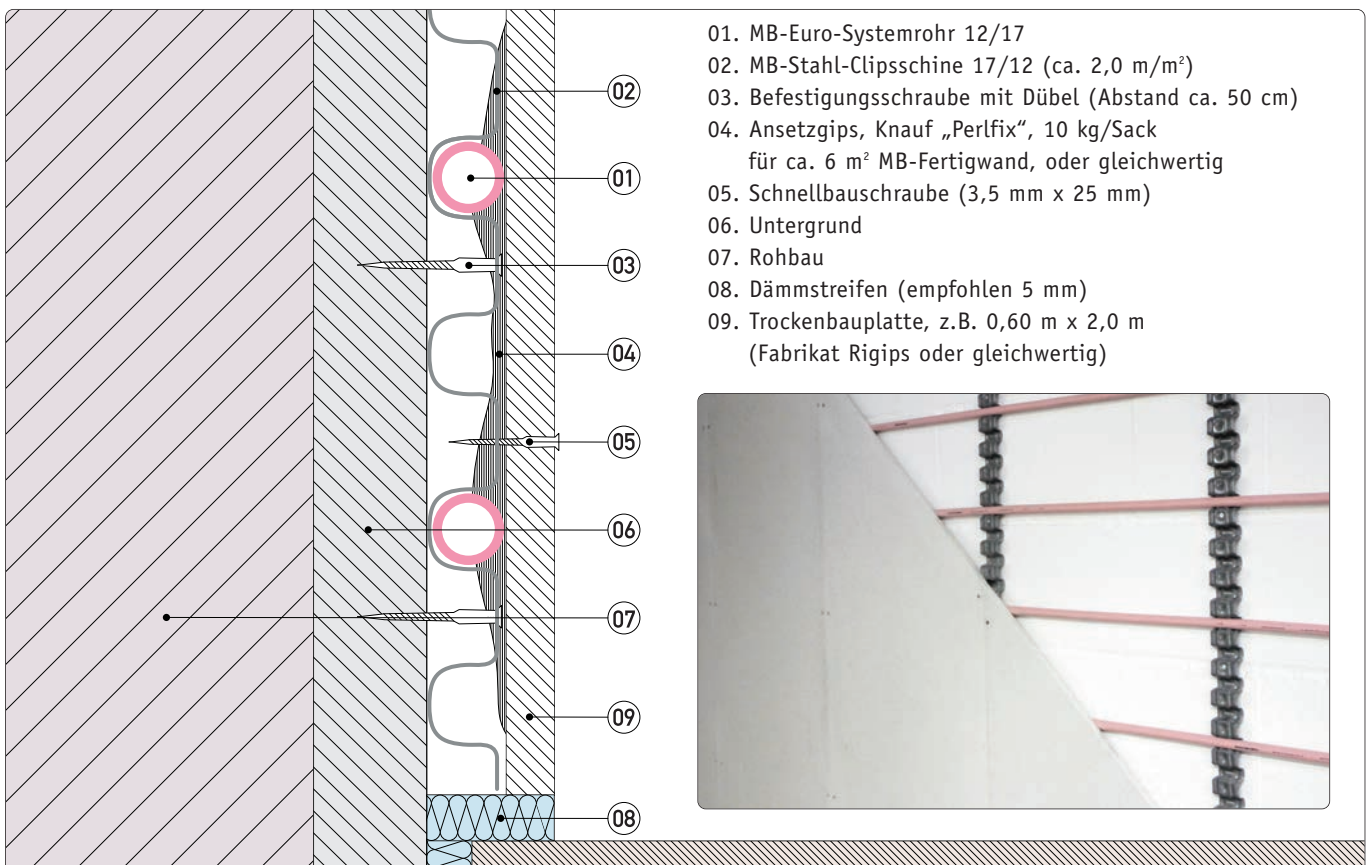 01. MB-Euro-Systemrohr 12/17
02. MB-Stahl-Clipsschine 17/12 (ca. 2,0 m/m²)
03. Befestigungsschraube mit Dübel (Abstand ca. 50 cm)
04. Ansetzgips, Knauf „Perlfix“, 10 kg/Sack
für ca. 6 m² MB-Fertigwand, oder gleichwertig
05. Schnellbauschraube (3,5 mm x 25 mm)
06. Untergrund
07. Rohbau
08. Dämmstreifen (empfohlen 5 mm)
09. Trockenbauplatte, z.B. 0,60 m x 2,0 m
(Fabrikat Rigips oder gleichwertig)
02
01
03
04
05
06
07
09
08